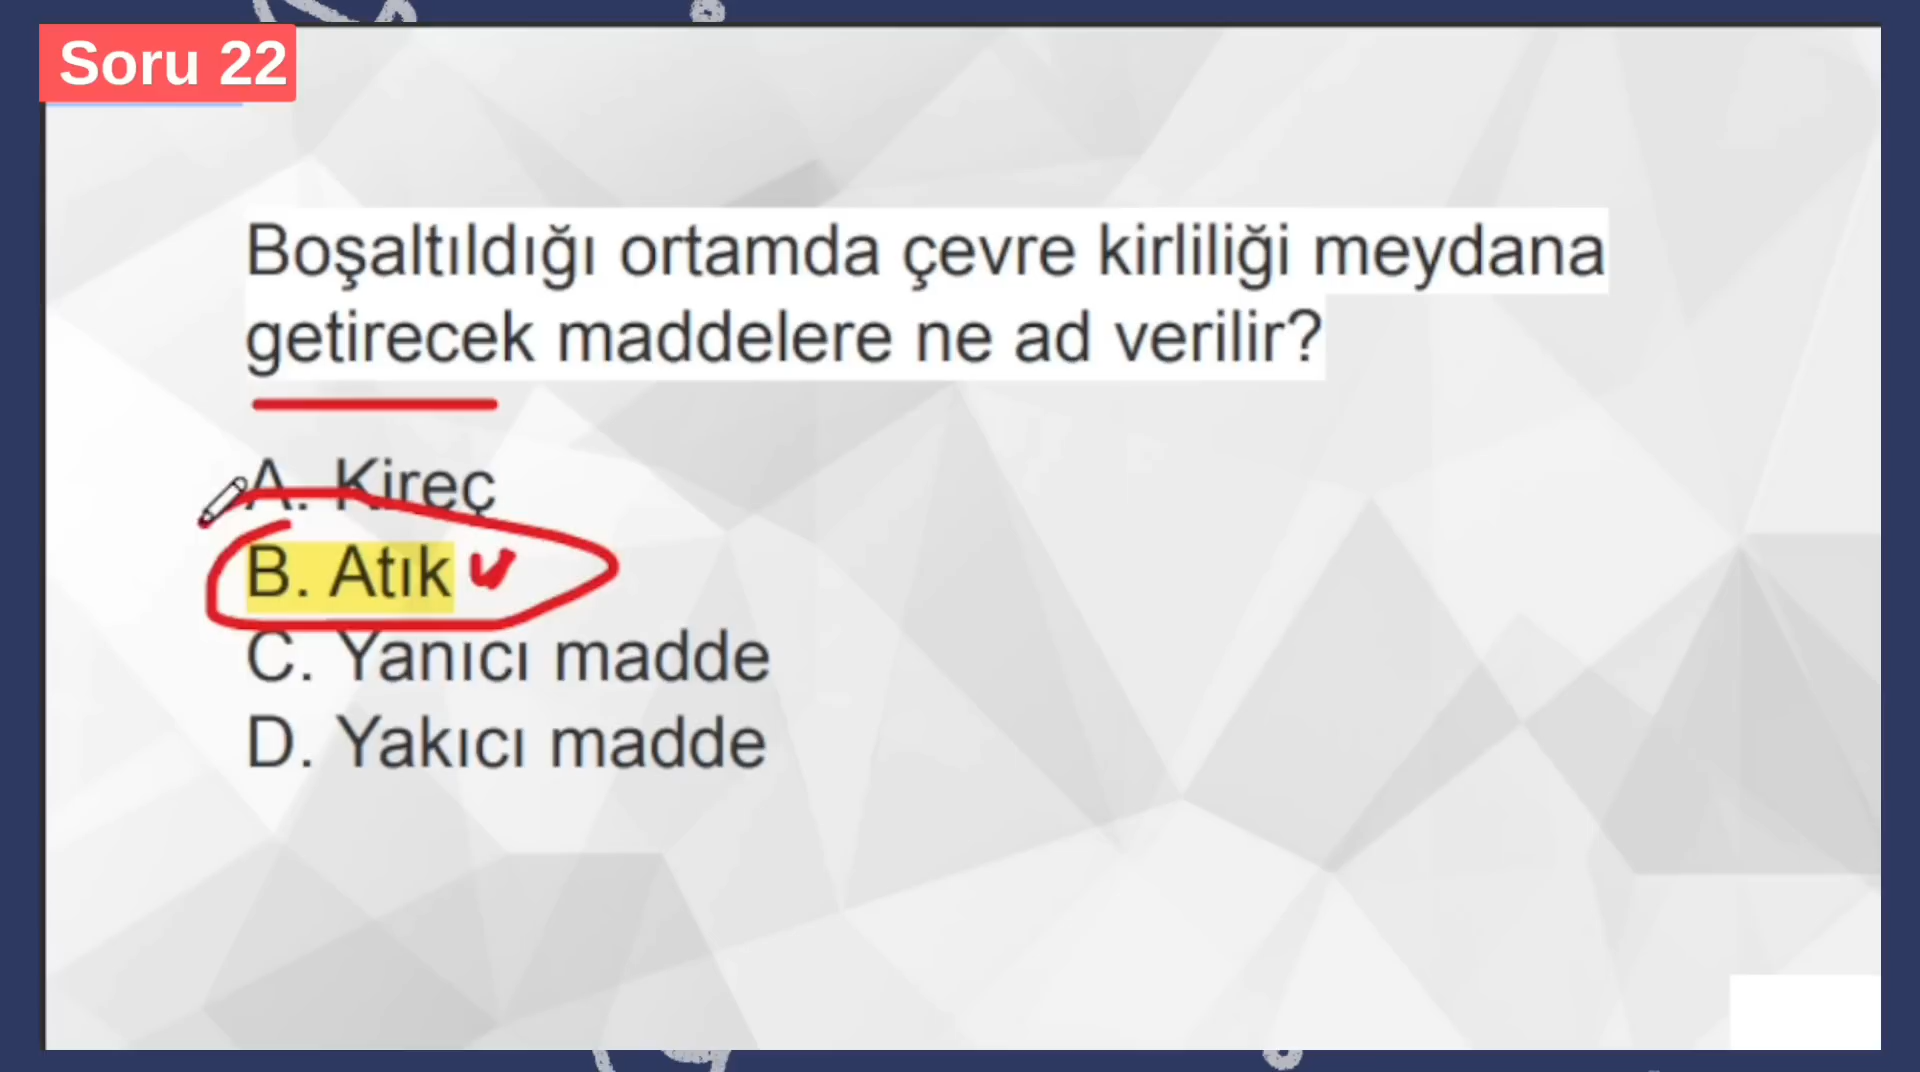 Soru 22
Boşaltıldığı ortamda çevre kirliliği meydana
getirecek maddelere ne ad verilir?
A. Kireç
B. Atık
C. Yanıcı madde
D. Yakıcı madde